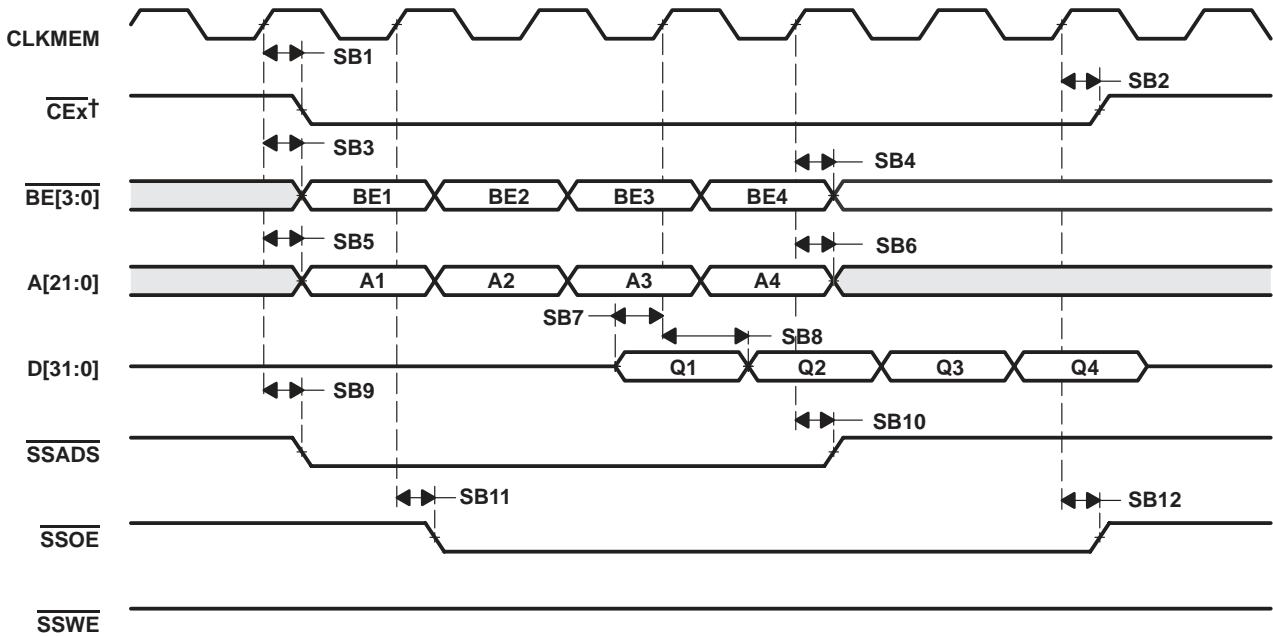 CLKMEM
SB1
SB2
CEx†
SB3
SB4
BE[3:0]
BE1 BE2 BE3 BE4
SB5
SB6
A[21:0]
A1 A2 A3 A4
SB7
SB8
D[31:0]
Q1 Q2 Q3 Q4
SB9
SB10
SSADS
SB11
SB12
SSOE
SSWE